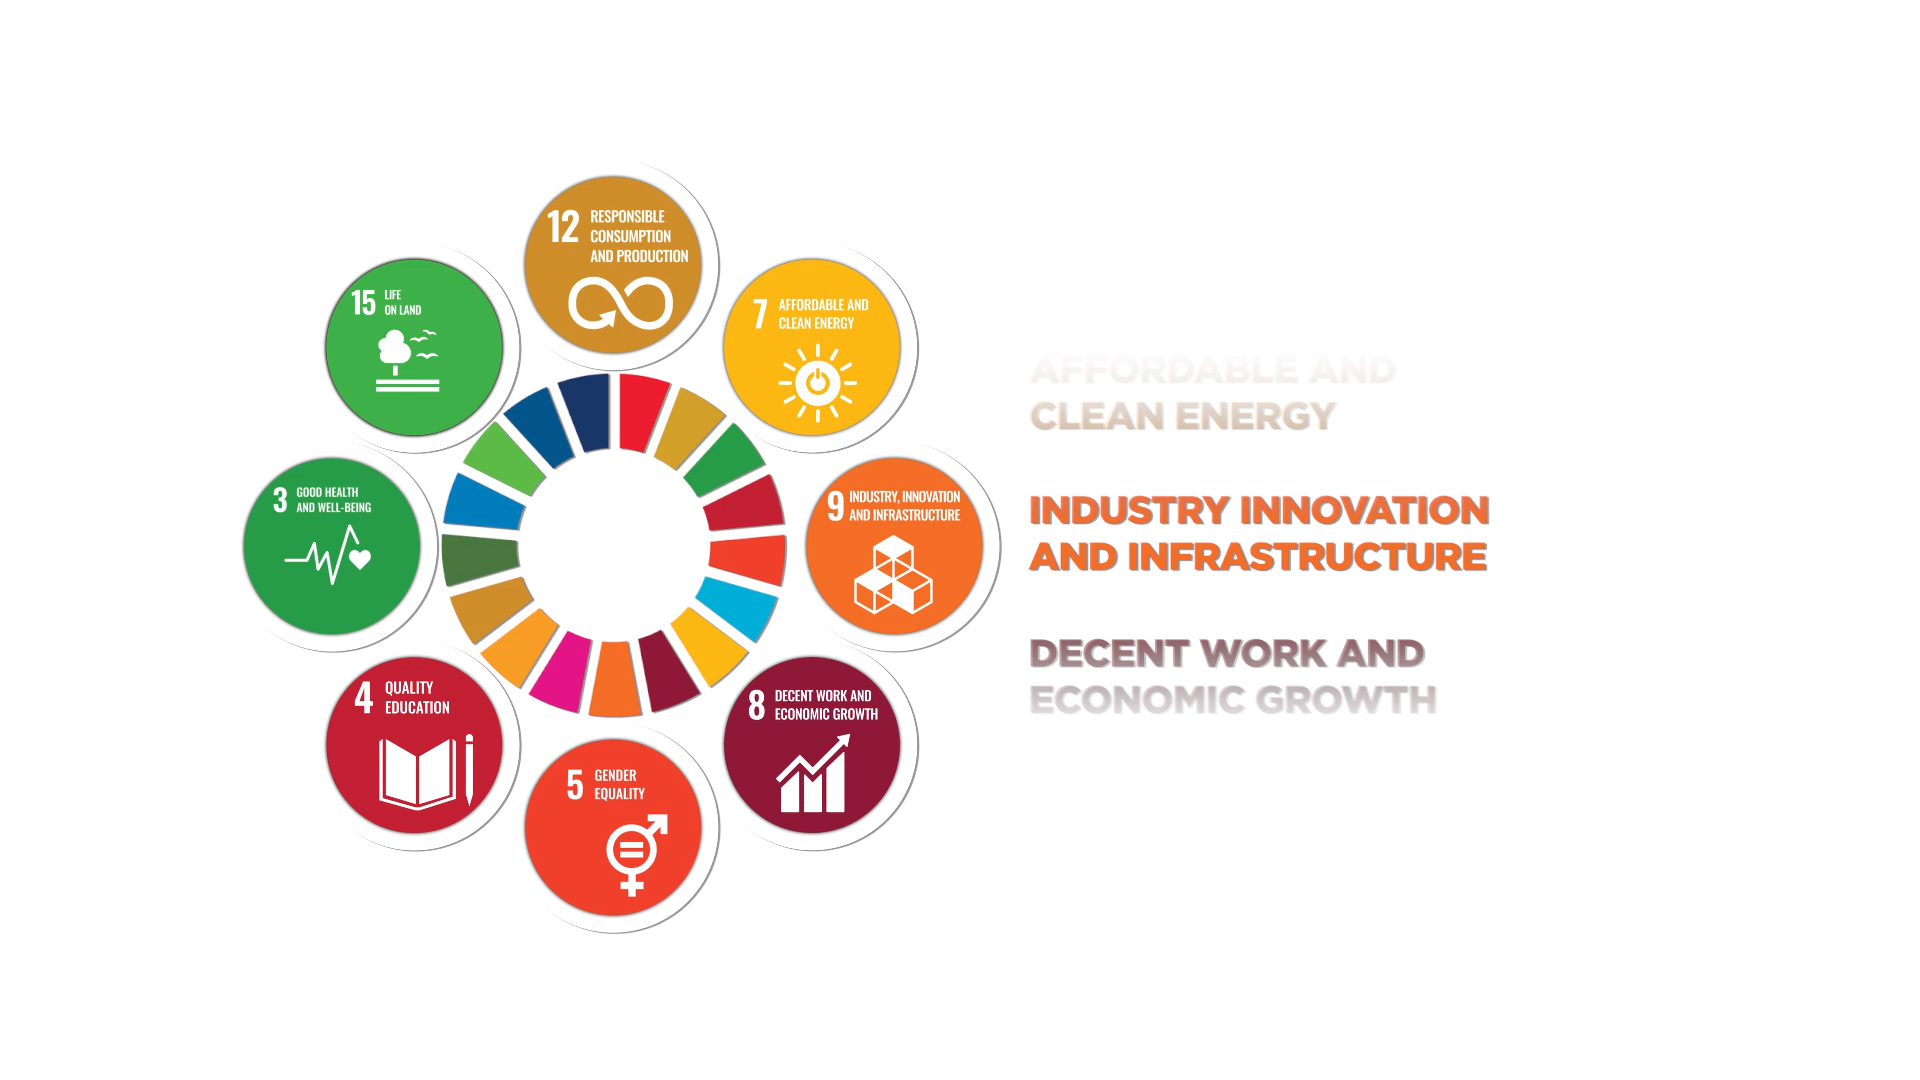 12
RESPONSIBLE
CONSUMPTION
AND PRODUCTION
7
AFFORDABLE AND
CLEAN ENERGY
9
INDUSTRY, INNOVATION
AND INFRASTRUCTURE
8
DECENT WORK AND
ECONOMIC GROWTH
5
GENDER
EQUALITY
4
QUALITY
EDUCATION
3
GOOD HEALTH
AND WELL-BEING
15
LIFE
ON LAND
AFFORDABLE AND
CLEAN ENERGY
INDUSTRY INNOVATION
AND INFRASTRUCTURE
DECENT WORK AND
ECONOMIC GROWTH